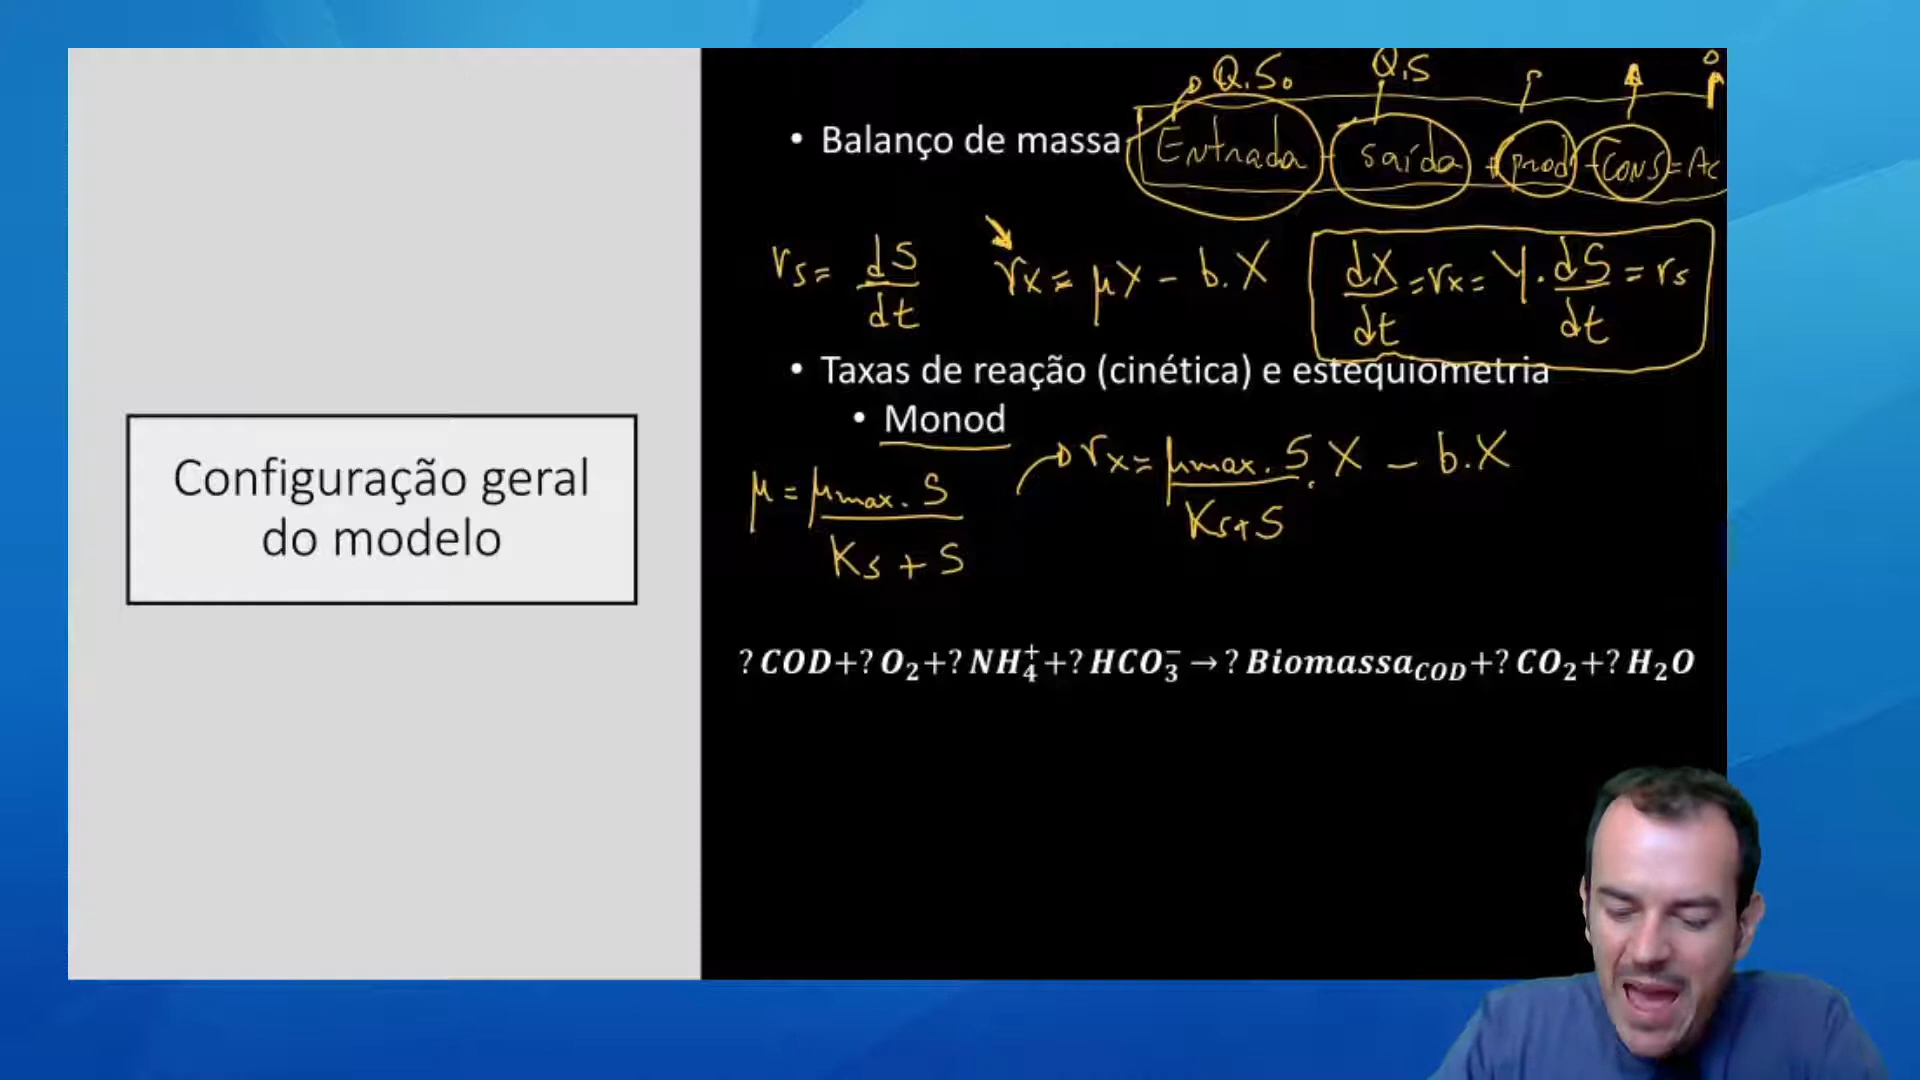 Q.S₀ Q.S r 0
• Balanço de massa Entrada - saída + prod - Cons = Ac
rs = dS/dt rx = μX - b.X dX/dt = rx = Y.dS/dt = rs
• Taxas de reação (cinética) e estequiometria
• Monod
μ = μmax.S/Ks + S rx = μmax.S/Ks+S . X - b.X
Configuração geral
do modelo
? COD+? O₂+? NH₄⁺+? HCO₃⁻ → ? Biomassa_COD+? CO₂+? H₂O